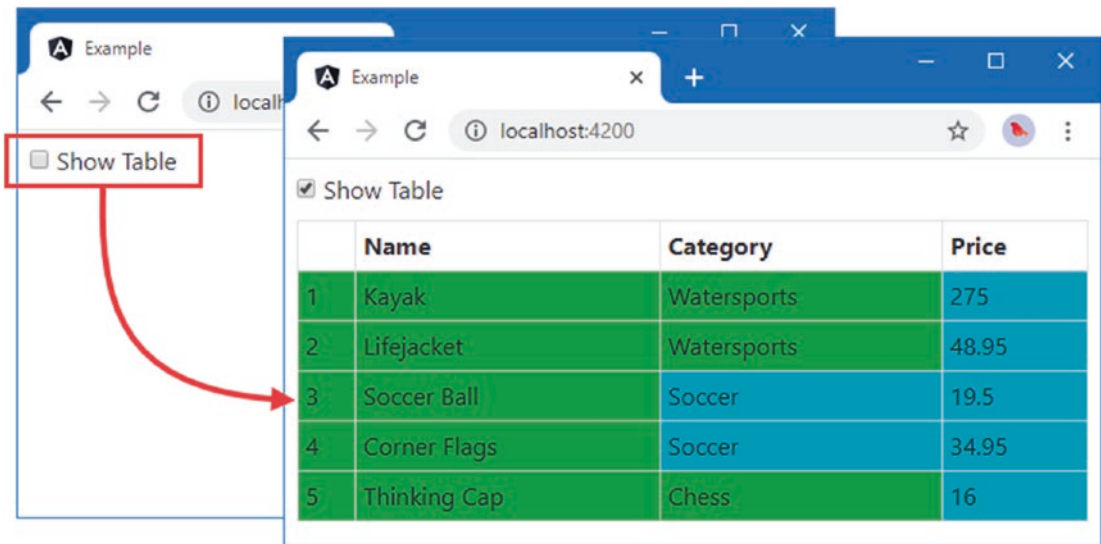 Example
localh
Show Table
Example
localhost:4200
Show Table
Name Category Price
1 Kayak Watersports 275
2 Lifejacket Watersports 48.95
3 Soccer Ball Soccer 19.5
4 Corner Flags Soccer 34.95
5 Thinking Cap Chess 16